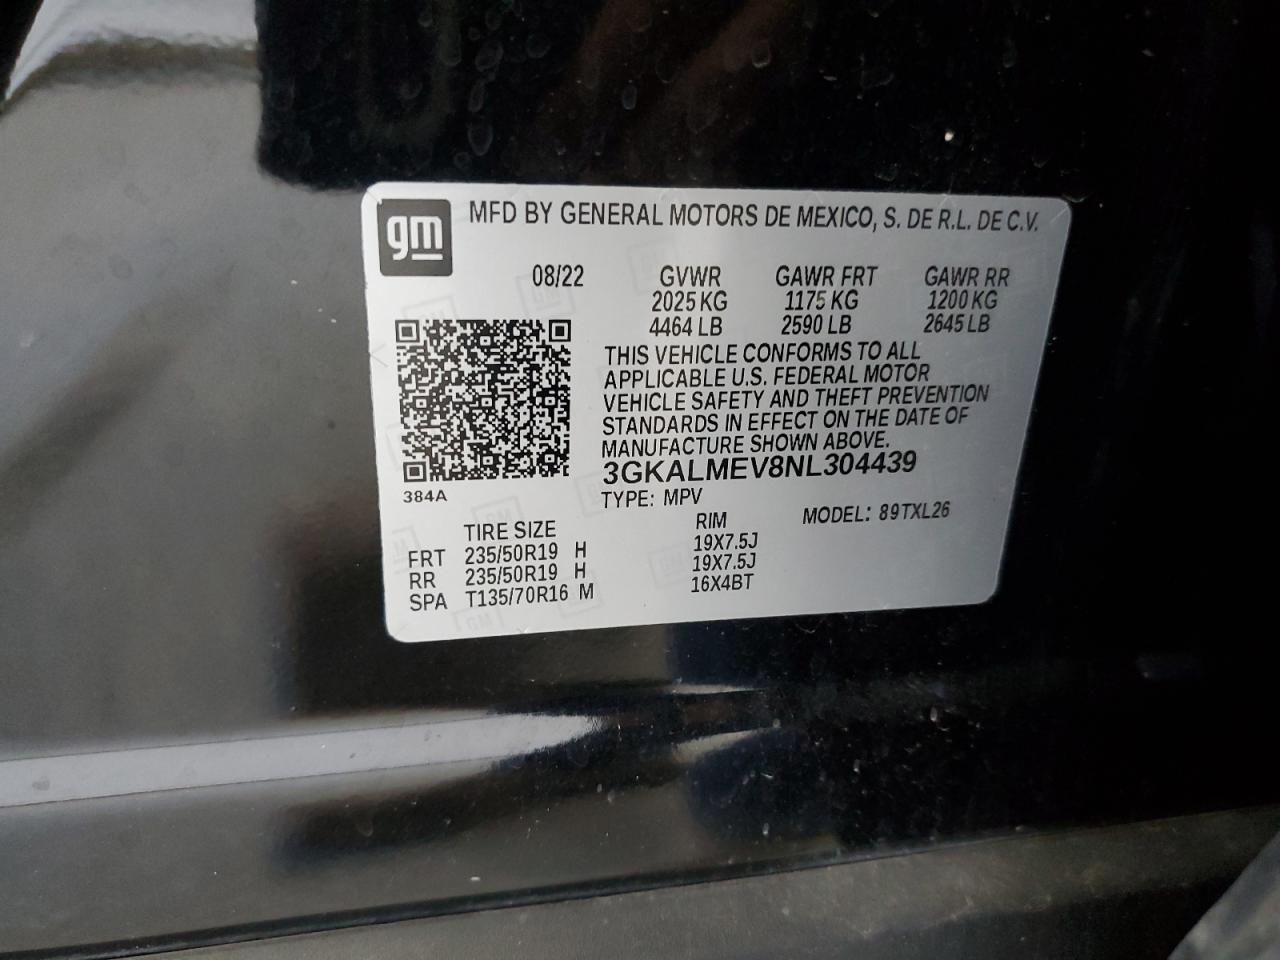 gm MFD BY GENERAL MOTORS DE MEXICO, S. DE R.L. DE C.V.
08/22 GVWR GAWR FRT GAWR RR
2025 KG 1175 KG 1200 KG
4464 LB 2590 LB 2645 LB
THIS VEHICLE CONFORMS TO ALL
APPLICABLE U.S. FEDERAL MOTOR
VEHICLE SAFETY AND THEFT PREVENTION
STANDARDS IN EFFECT ON THE DATE OF
MANUFACTURE SHOWN ABOVE.
3GKALMEV8NL304439
384A
TYPE: MPV MODEL: 89TXL26
TIRE SIZE RIM
FRT 235/50R19 H 19X7.5J
RR 235/50R19 H 19X7.5J
SPA T135/70R16 M 16X4BT